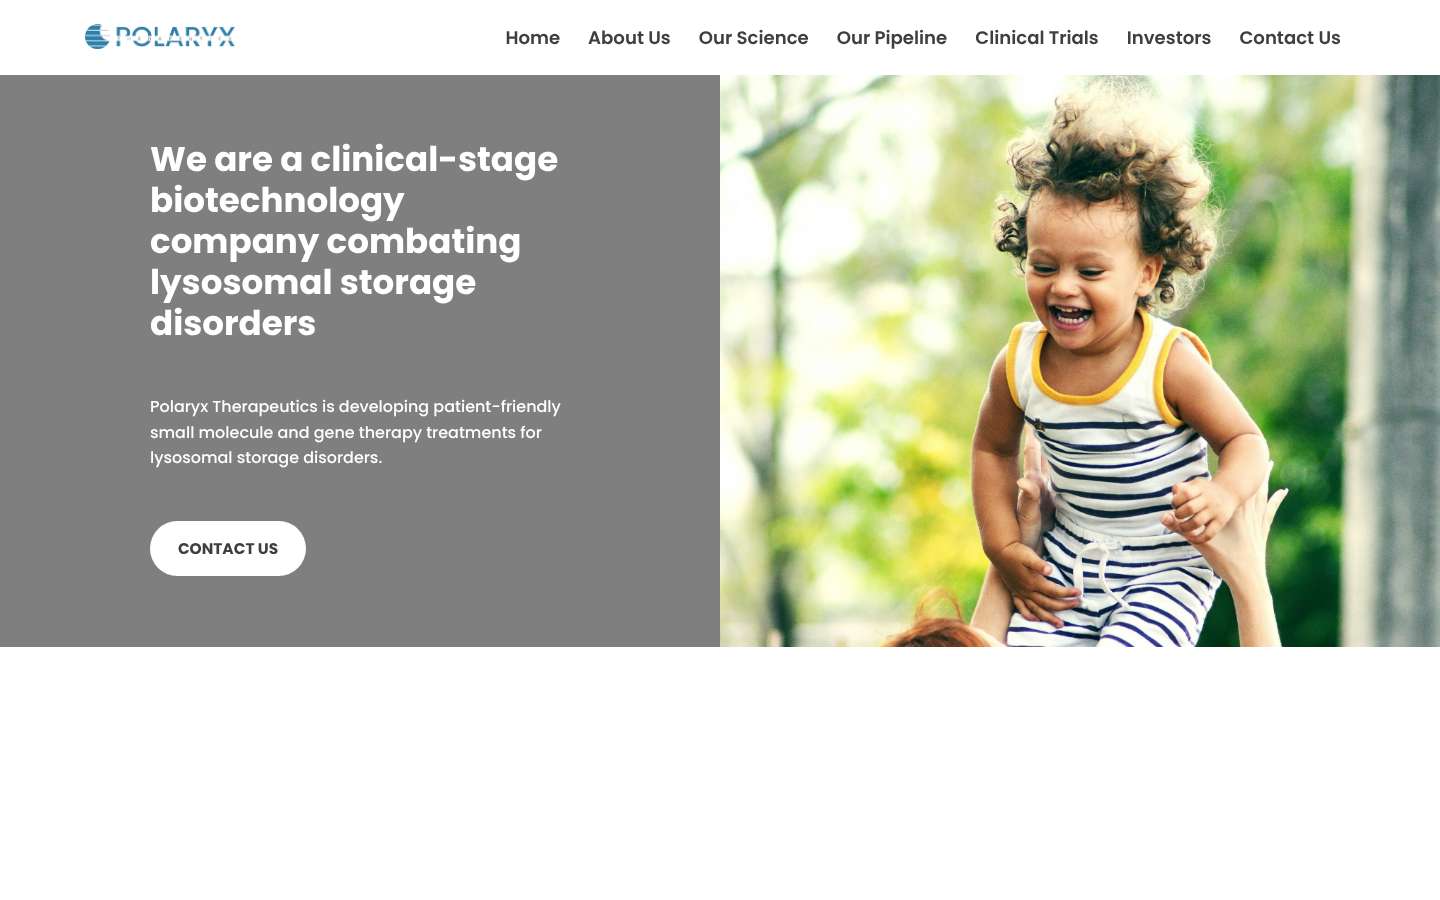 POLARYX
Home
About Us
Our Science
Our Pipeline
Clinical Trials
Investors
Contact Us
We are a clinical-stage
biotechnology
company combating
lysosomal storage
disorders
Polaryx Therapeutics is developing patient-friendly
small molecule and gene therapy treatments for
lysosomal storage disorders.
CONTACT US